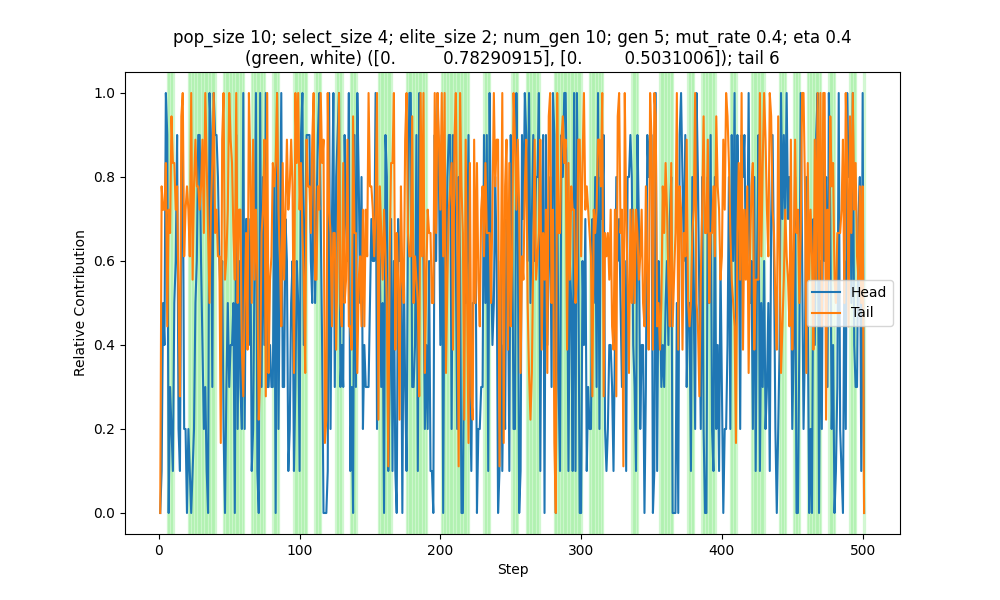 pop_size 10; select_size 4; elite_size 2; num_gen 10; gen 5; mut_rate 0.4; eta 0.4
(green, white) ([0. 0.78290915], [0. 0.5031006]); tail 6
1.0
0.8
0.6
0.4
0.2
0.0
Relative Contribution
Head
Tail
0 100 200 300 400 500
Step